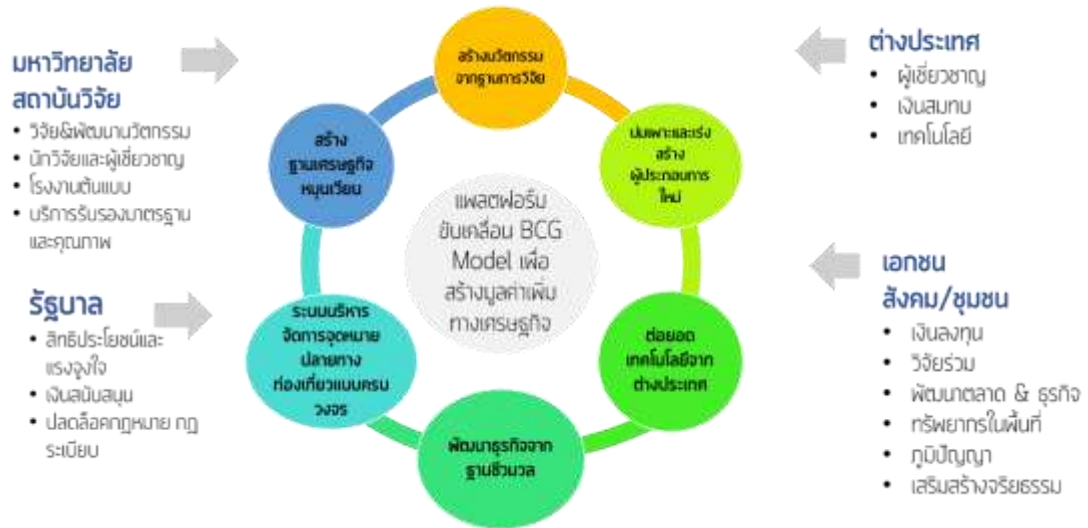 มหาวิทยาลัย
สถาบันวิจัย
• วิจัย&พัฒนานวัตกรรม
• นักวิจัยและผู้เชี่ยวชาญ
• โรงงานต้นแบบ
• บริการรับรองมาตรฐาน
และคุณภาพ
รัฐบาล
• สิทธิประโยชน์และ
แรงจูงใจ
• เงินสนับสนุน
• ปลดล็อคกฎหมาย กฎ
ระเบียบ
สร้างนวัตกรรม
จากฐานการวิจัย
บ่มเพาะและเร่ง
สร้าง
ผู้ประกอบการ
ใหม่
ต่อยอด
เทคโนโลยีจาก
ต่างประเทศ
พัฒนาธุรกิจจาก
ฐานชีวมวล
ระบบบริหาร
จัดการจุดหมาย
ปลายทาง
ท่องเที่ยวแบบครบ
วงจร
สร้าง
ฐานเศรษฐกิจ
หมุนเวียน
แพลตฟอร์ม
ขับเคลื่อน BCG
Model เพื่อ
สร้างมูลค่าเพิ่ม
ทางเศรษฐกิจ
ต่างประเทศ
• ผู้เชี่ยวชาญ
• เงินสมทบ
• เทคโนโลยี
เอกชน
สังคม/ชุมชน
• เงินลงทุน
• วิจัยร่วม
• พัฒนาตลาด & ธุรกิจ
• ทรัพยากรในพื้นที่
• ภูมิปัญญา
• เสริมสร้างจริยธรรม